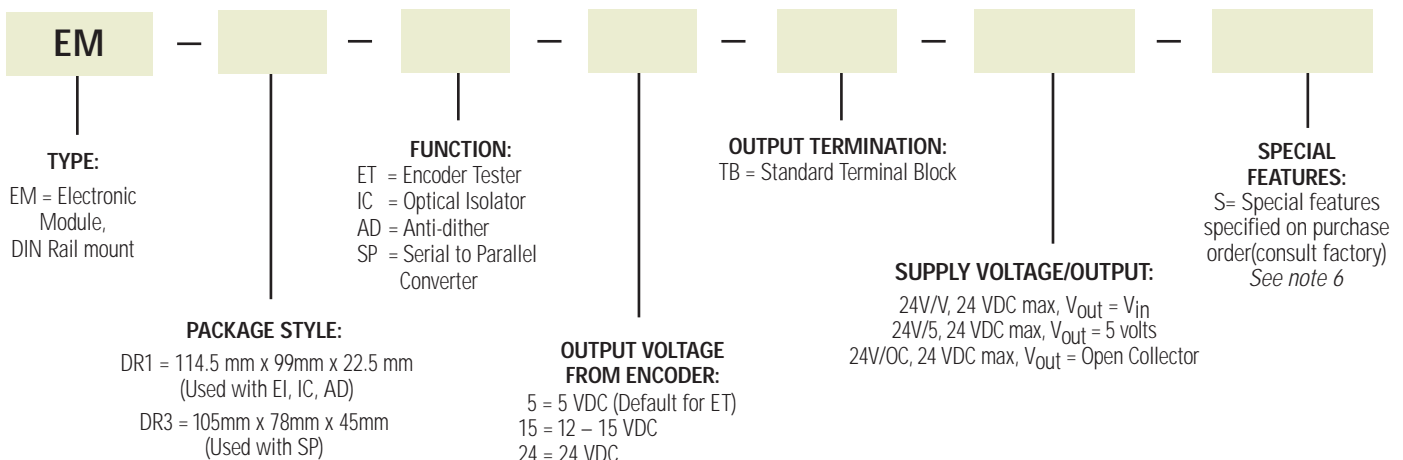 EM – – – – – –
TYPE:
EM = Electronic
Module,
DIN Rail mount
PACKAGE STYLE:
DR1 = 114.5 mm x 99mm x 22.5 mm
(Used with EI, IC, AD)
DR3 = 105mm x 78mm x 45mm
(Used with SP)
FUNCTION:
ET = Encoder Tester
IC = Optical Isolator
AD = Anti-dither
SP = Serial to Parallel
Converter
OUTPUT VOLTAGE
FROM ENCODER:
5 = 5 VDC (Default for ET)
15 = 12 – 15 VDC
24 = 24 VDC
OUTPUT TERMINATION:
TB = Standard Terminal Block
SUPPLY VOLTAGE/OUTPUT:
24V/V, 24 VDC max, Vout = Vin
24V/5, 24 VDC max, Vout = 5 volts
24V/OC, 24 VDC max, Vout = Open Collector
SPECIAL
FEATURES:
S= Special features
specified on purchase
order(consult factory)
See note 6